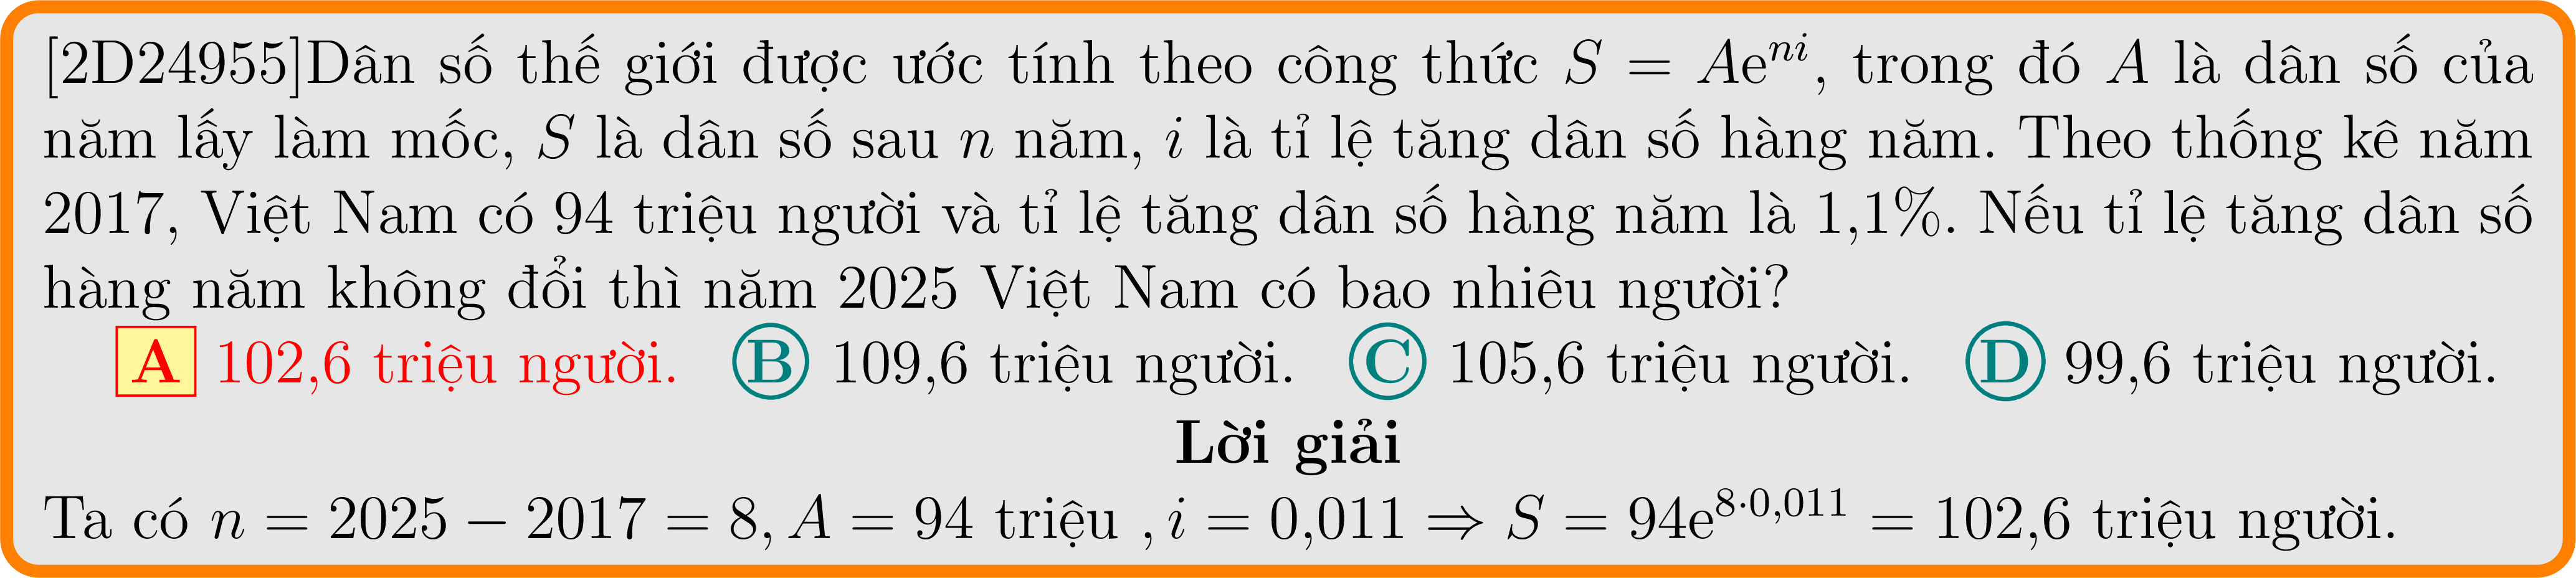 [2D24955]Dân số thế giới được ước tính theo công thức S = Ae^{ni}, trong đó A là dân số của
năm lấy làm mốc, S là dân số sau n năm, i là tỉ lệ tăng dân số hàng năm. Theo thống kê năm
2017, Việt Nam có 94 triệu người và tỉ lệ tăng dân số hàng năm là 1,1%. Nếu tỉ lệ tăng dân số
hàng năm không đổi thì năm 2025 Việt Nam có bao nhiêu người?
A 102,6 triệu người. B 109,6 triệu người. C 105,6 triệu người. D 99,6 triệu người.
Lời giải
Ta có n = 2025 − 2017 = 8, A = 94 triệu , i = 0,011 ⇒ S = 94e^{8·0,011} = 102,6 triệu người.